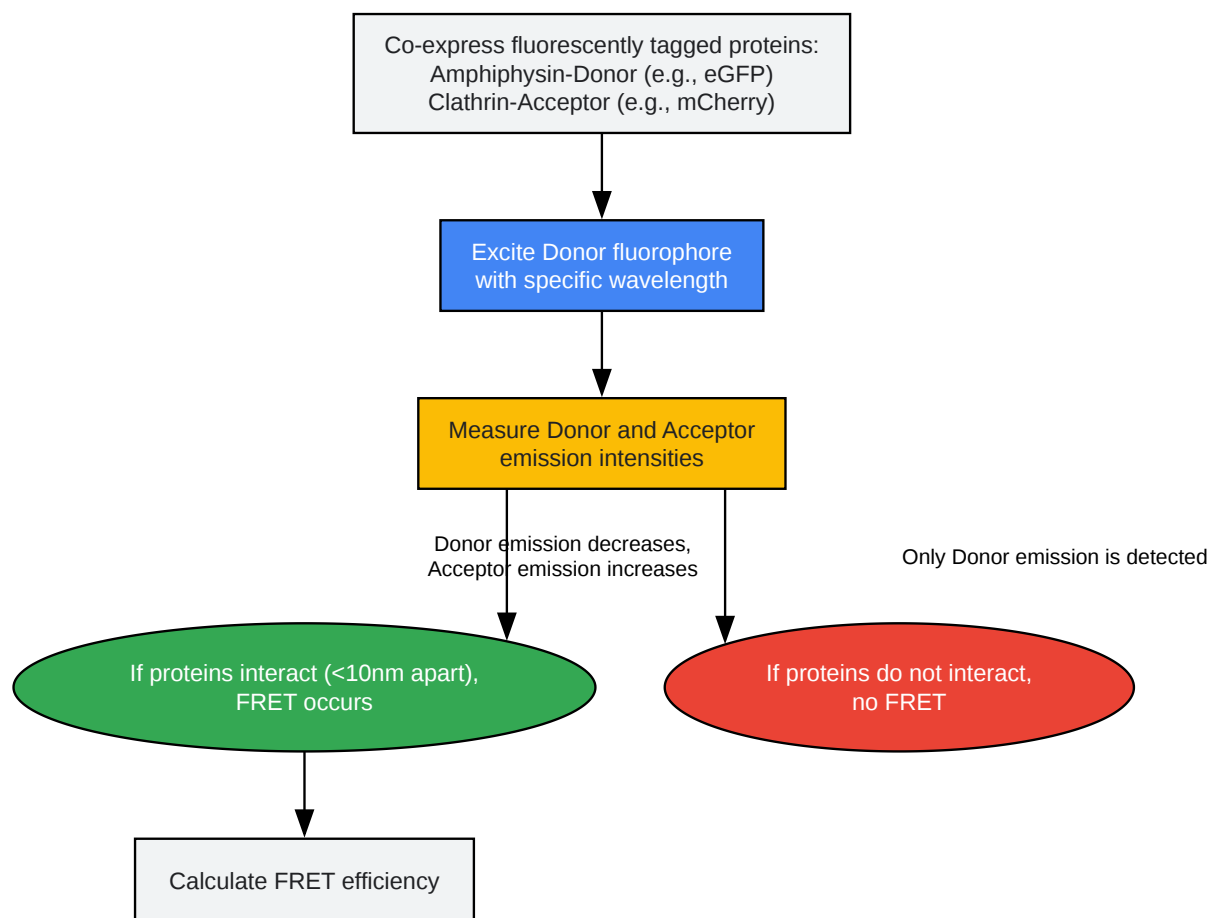 Co-express fluorescently tagged proteins:
Amphiphysin-Donor (e.g., eGFP)
Clathrin-Acceptor (e.g., mCherry)
Excite Donor fluorophore
with specific wavelength
Measure Donor and Acceptor
emission intensities
Donor emission decreases,
Acceptor emission increases
Only Donor emission is detected
If proteins interact (<10nm apart),
FRET occurs
If proteins do not interact,
no FRET
Calculate FRET efficiency